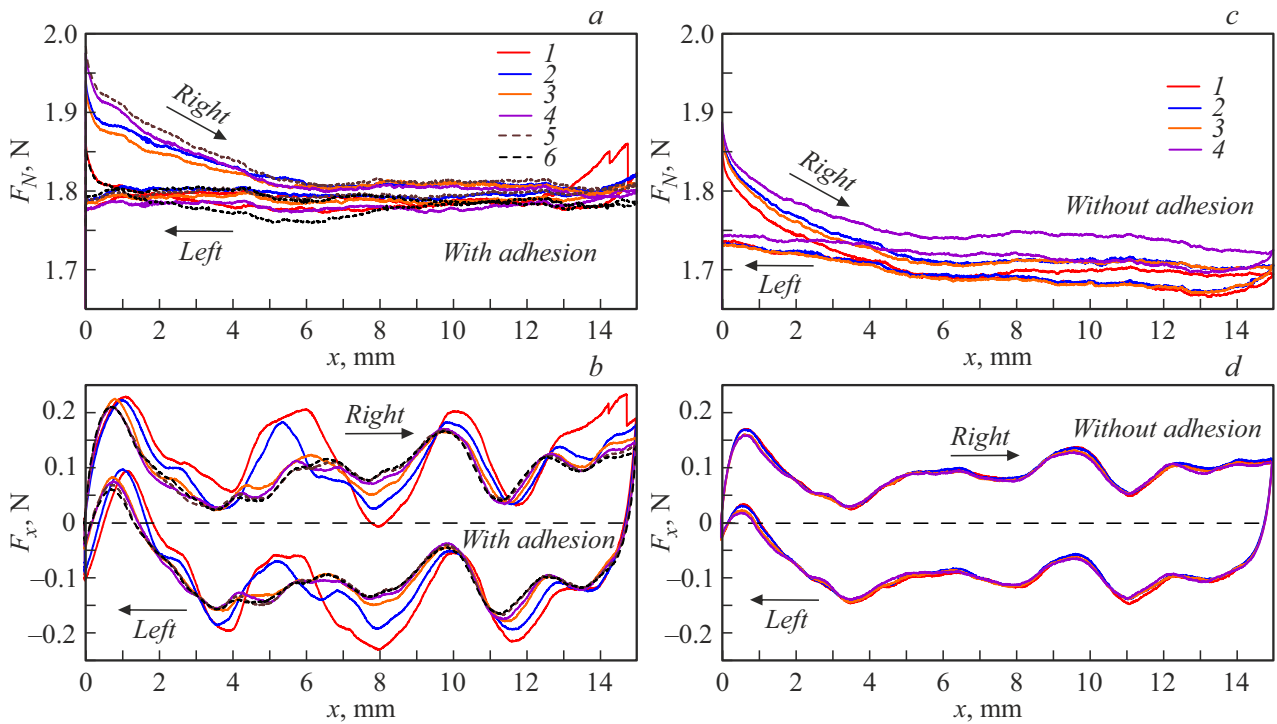 a
2.0
1.9
1.8
1.7
F_N, N
1
2
3
4
5
6
Right
Left
With adhesion
0 2 4 6 8 10 12 14
x, mm
c
2.0
1.9
1.8
1.7
F_N, N
1
2
3
4
Right
Without adhesion
Left
0 2 4 6 8 10 12 14
x, mm
b
0.2
0.1
0
–0.1
–0.2
F_x, N
Right
With adhesion
Left
0 2 4 6 8 10 12 14
x, mm
d
0.2
0.1
0
–0.1
–0.2
F_x, N
Right
Without adhesion
Left
0 2 4 6 8 10 12 14
x, mm